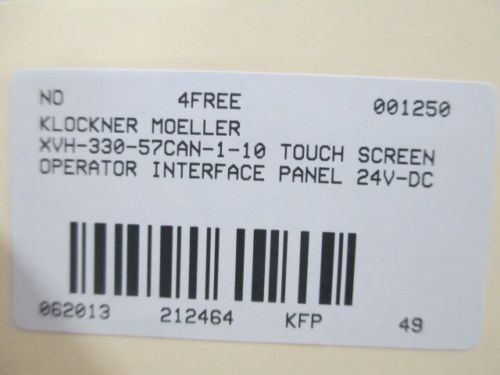 NO 4FREE 001250
KLOCKNER MOELLER
XVH-330-57CAN-1-10 TOUCH SCREEN
OPERATOR INTERFACE PANEL 24V-DC
062013 212464 KFP 49